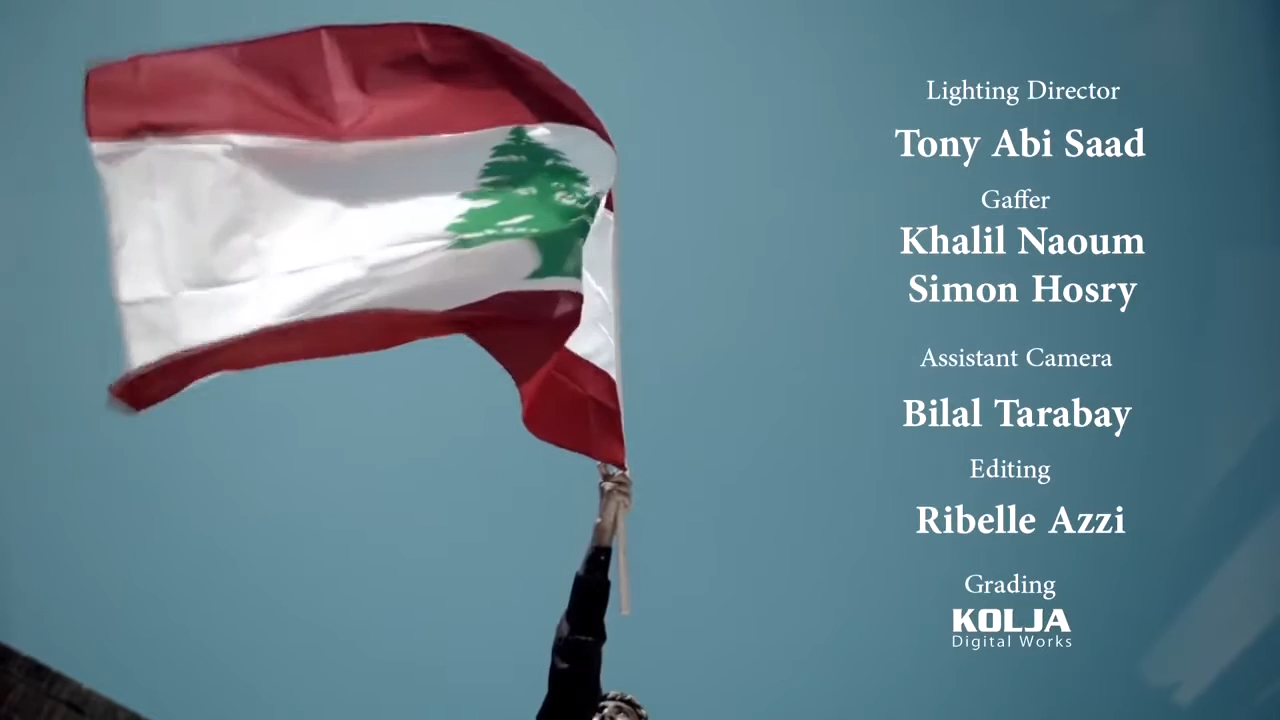 Lighting Director
Tony Abi Saad
Gaffer
Khalil Naoum
Simon Hosry
Assistant Camera
Bilal Tarabay
Editing
Ribelle Azzi
Grading
KOLJA
Digital Works